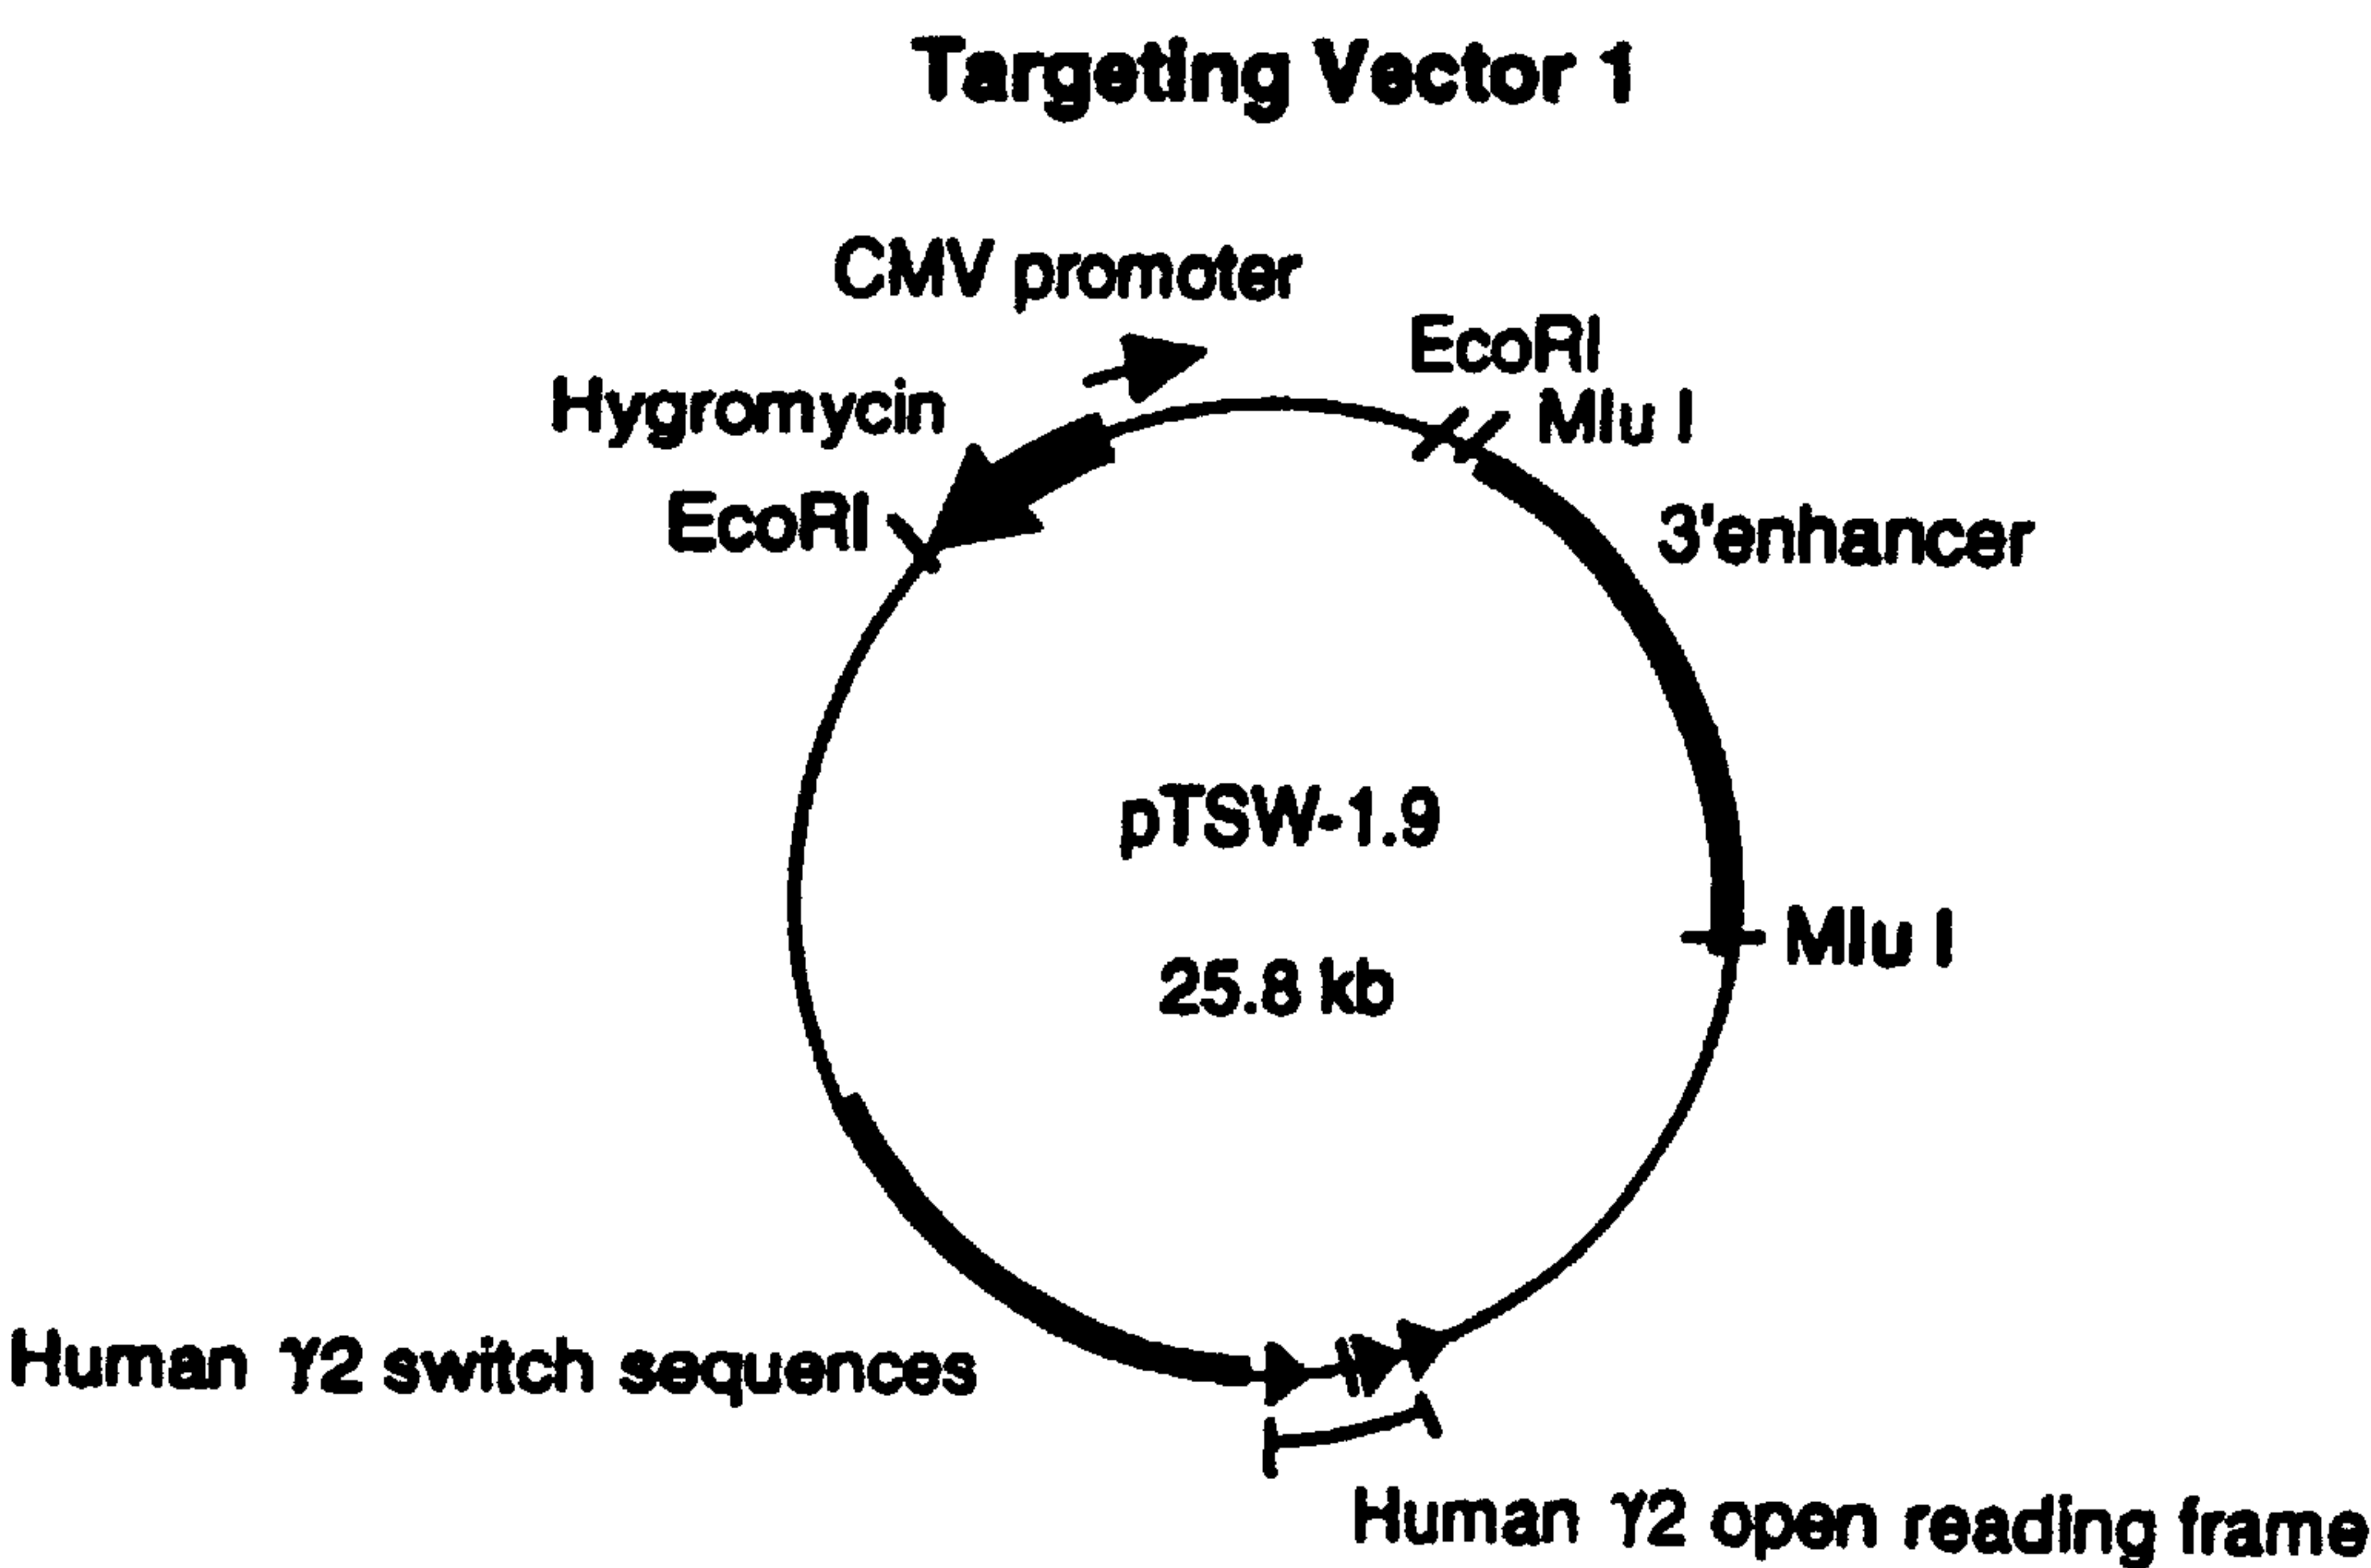 Targeting Vector 1
CMV promoter
EcoRI
Hygromycin
Mlu I
EcoRI
3'enhancer
pTSW-1.9
Mlu I
25.8 kb
Human γ2 switch sequences
Human γ2 open reading frame